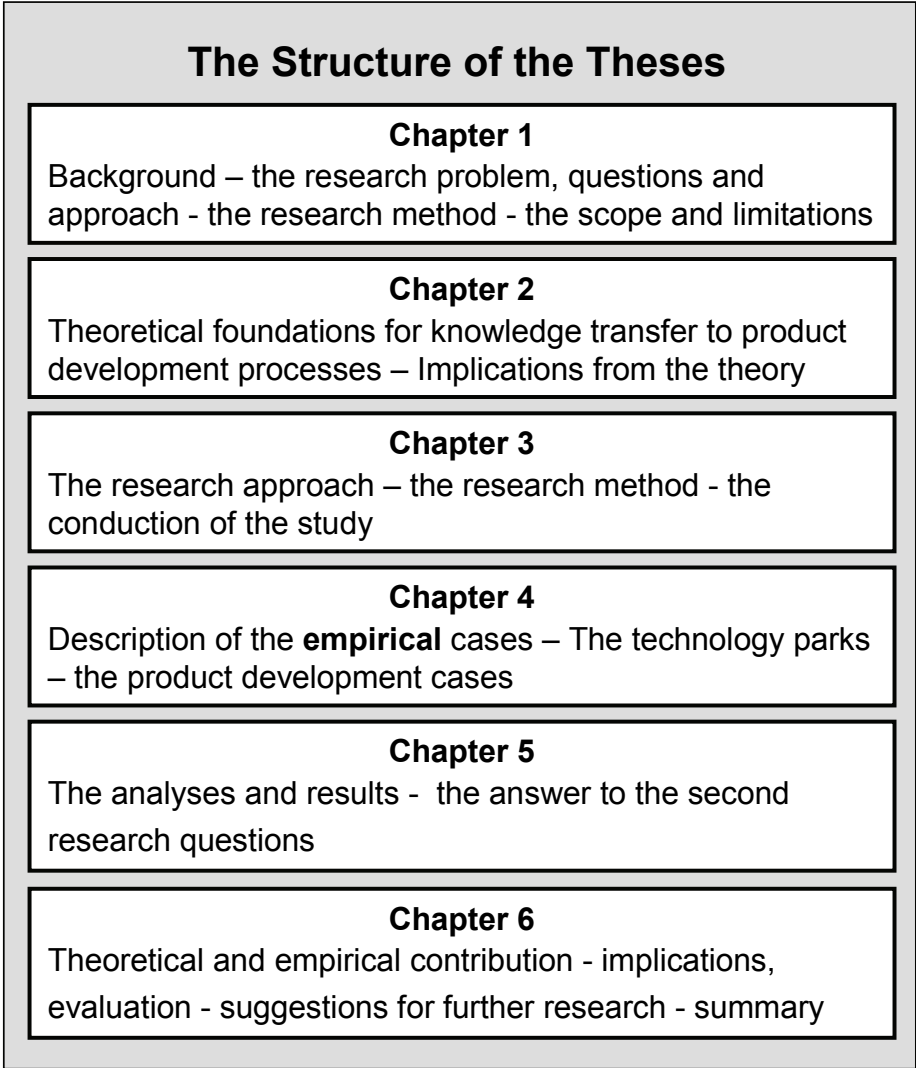 The Structure of the Theses
Chapter 1
Background – the research problem, questions and
approach - the research method - the scope and limitations
Chapter 2
Theoretical foundations for knowledge transfer to product
development processes – Implications from the theory
Chapter 3
The research approach – the research method - the
conduction of the study
Chapter 4
Description of the empirical cases – The technology parks
– the product development cases
Chapter 5
The analyses and results -  the answer to the second
research questions
Chapter 6
Theoretical and empirical contribution - implications,
evaluation - suggestions for further research - summary